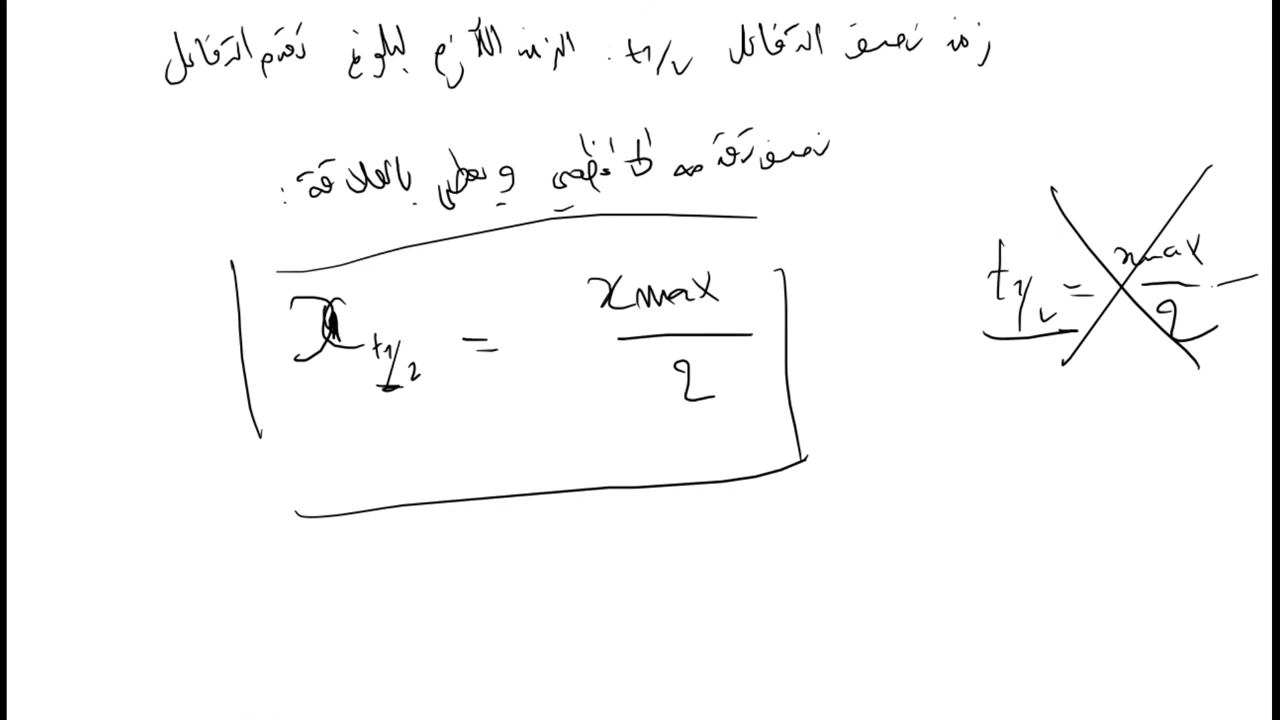 زمن نصف التفاعل t1/2 : الزمن اللازم لبلوغ تقدم التفاعل
نصف تقدمه النهائي ويعطى بالعلاقة :
x t1/2 = xmax/2
t1/2 = xmax/2